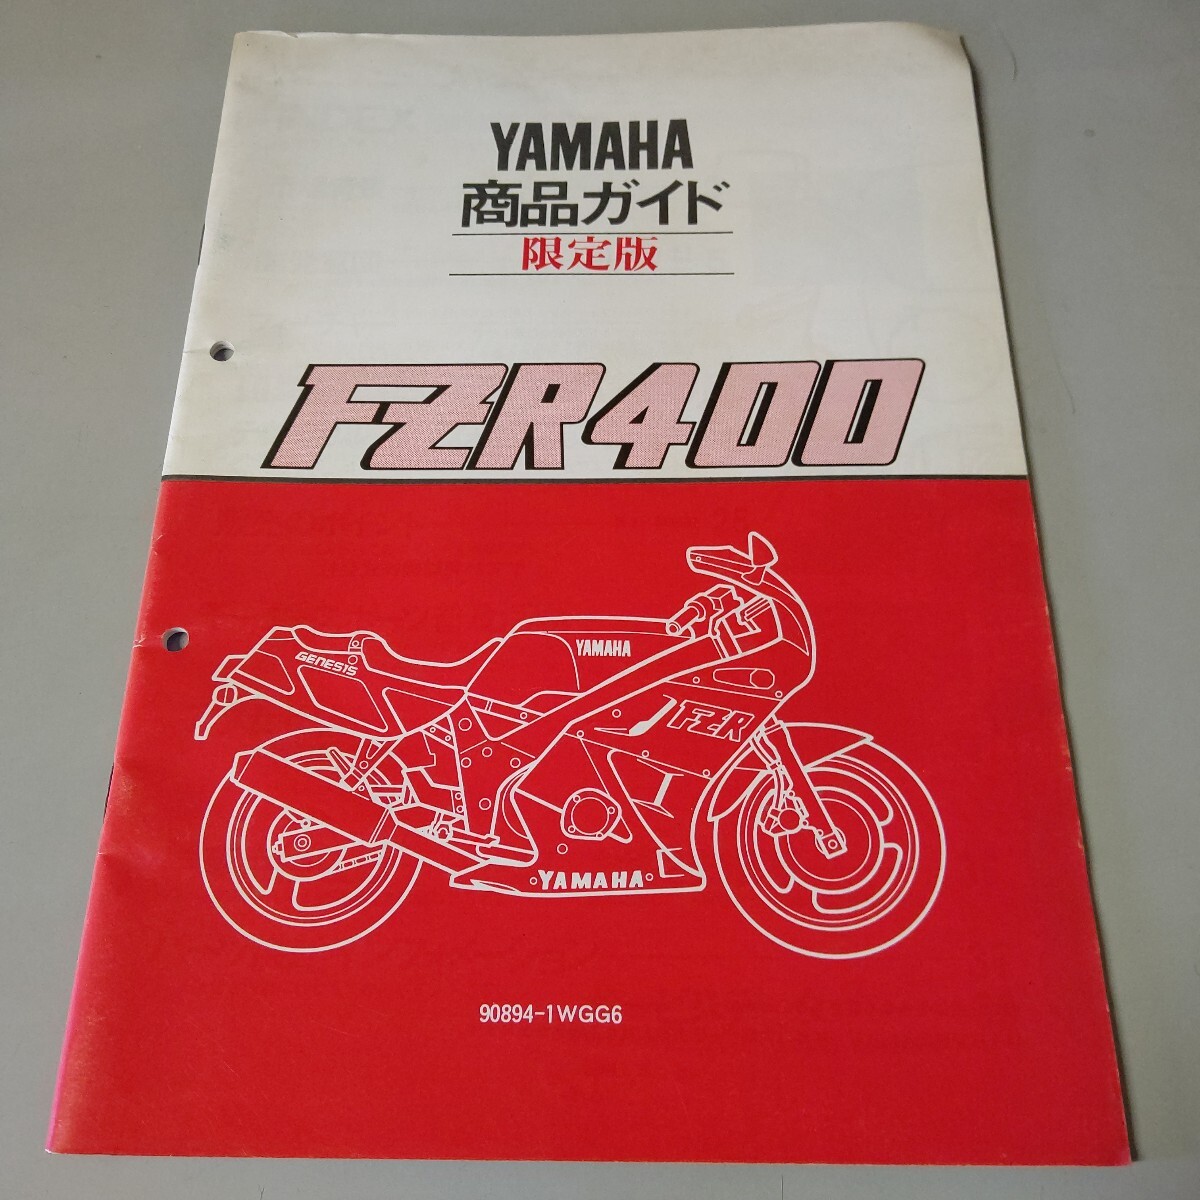 YAMAHA
商品ガイド
限定版
FZR400
YAMAHA
GENESIS
FZR
YAMAHA
90894-1WGG6